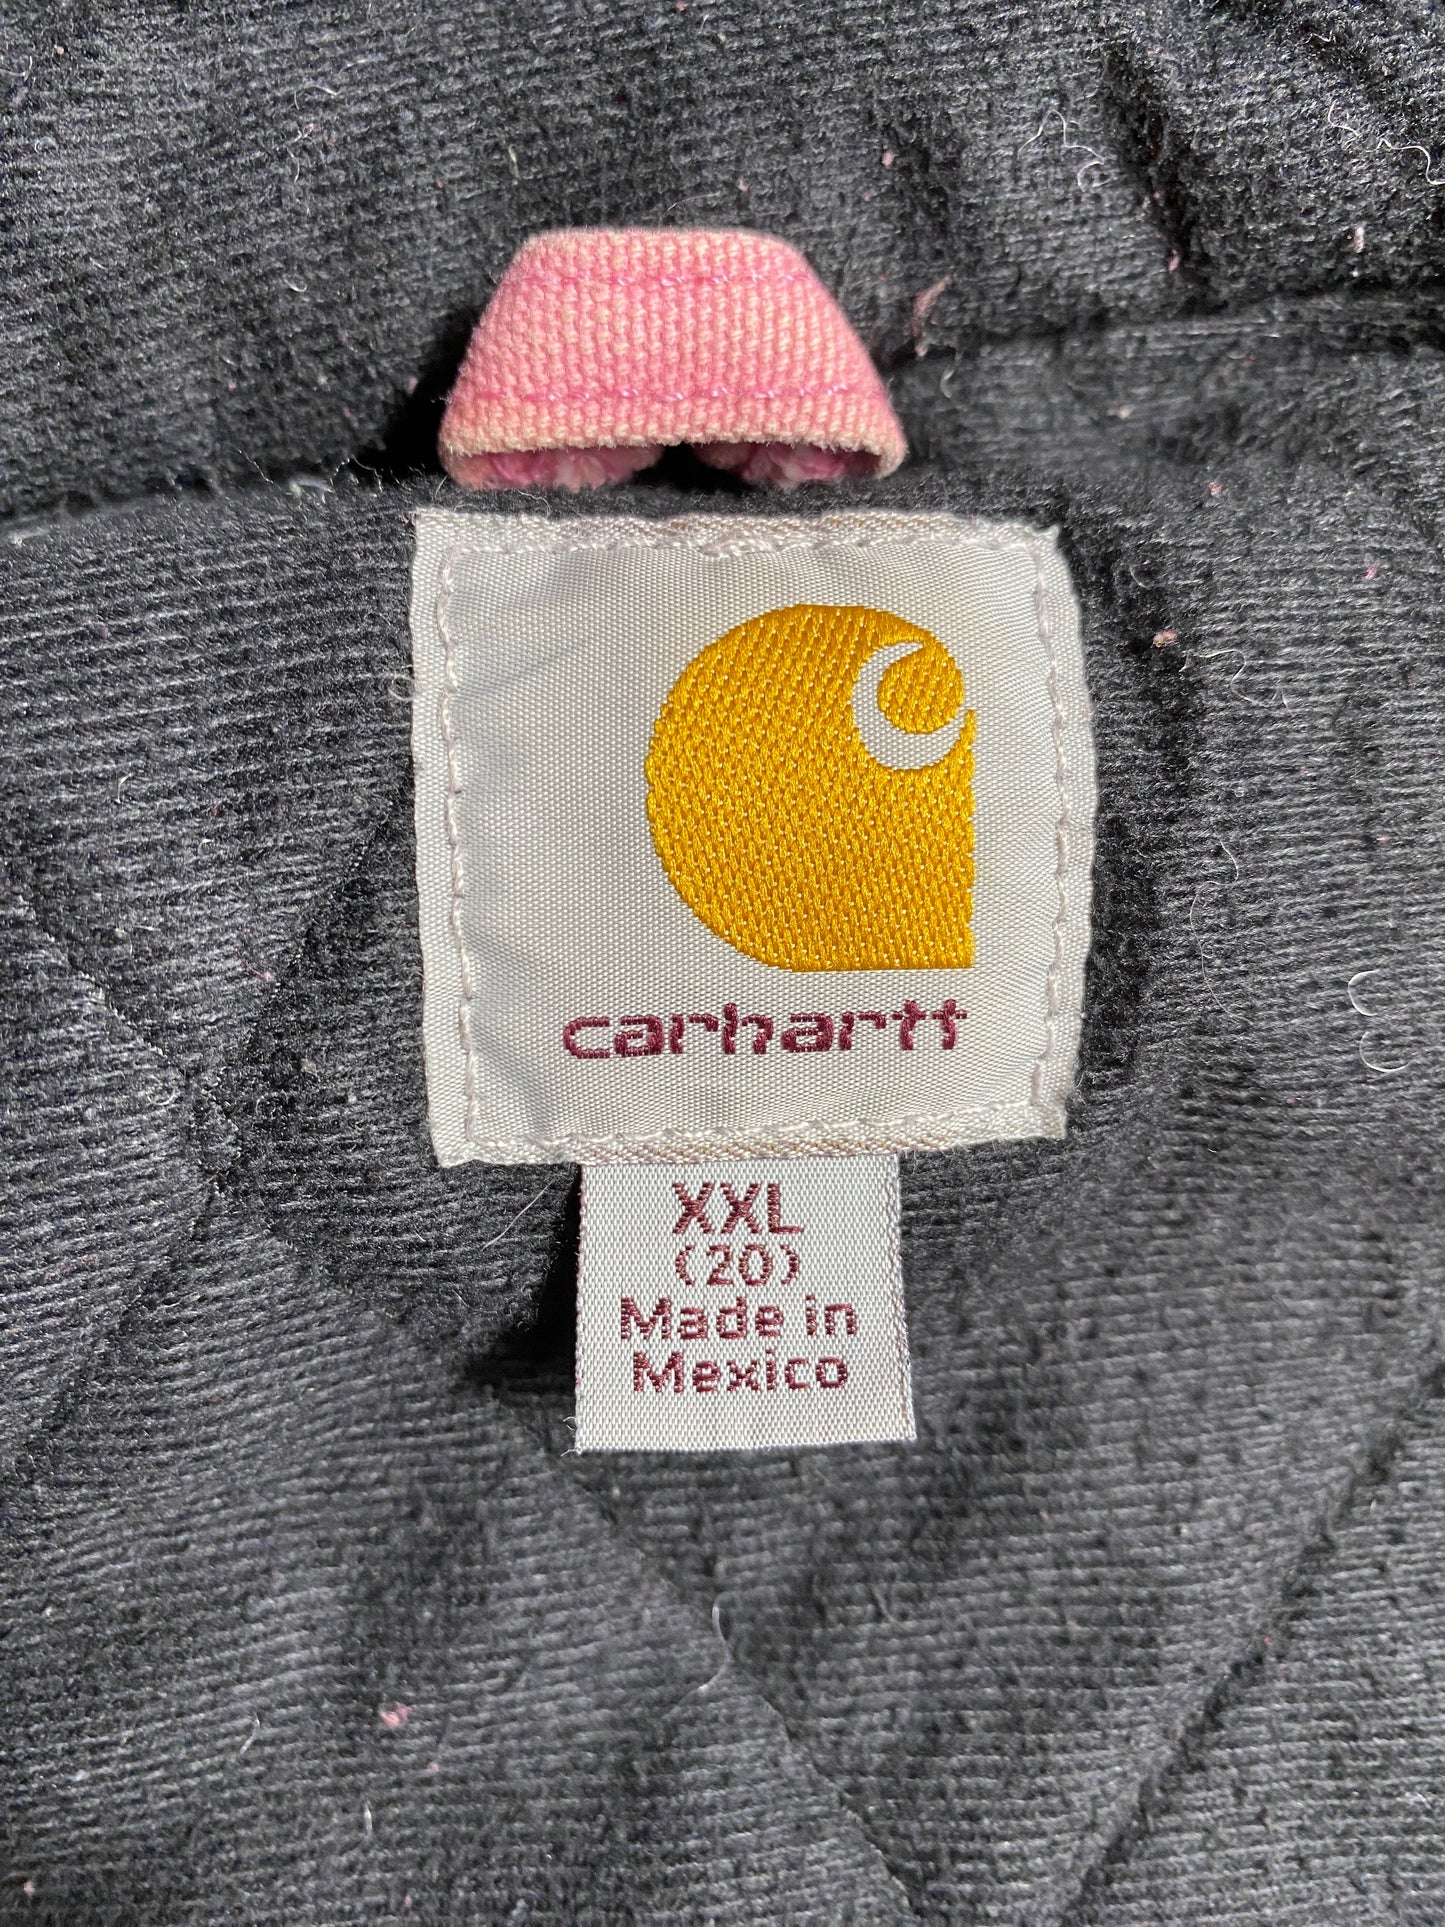 carhartt
XXL
(20)
Made in
Mexico